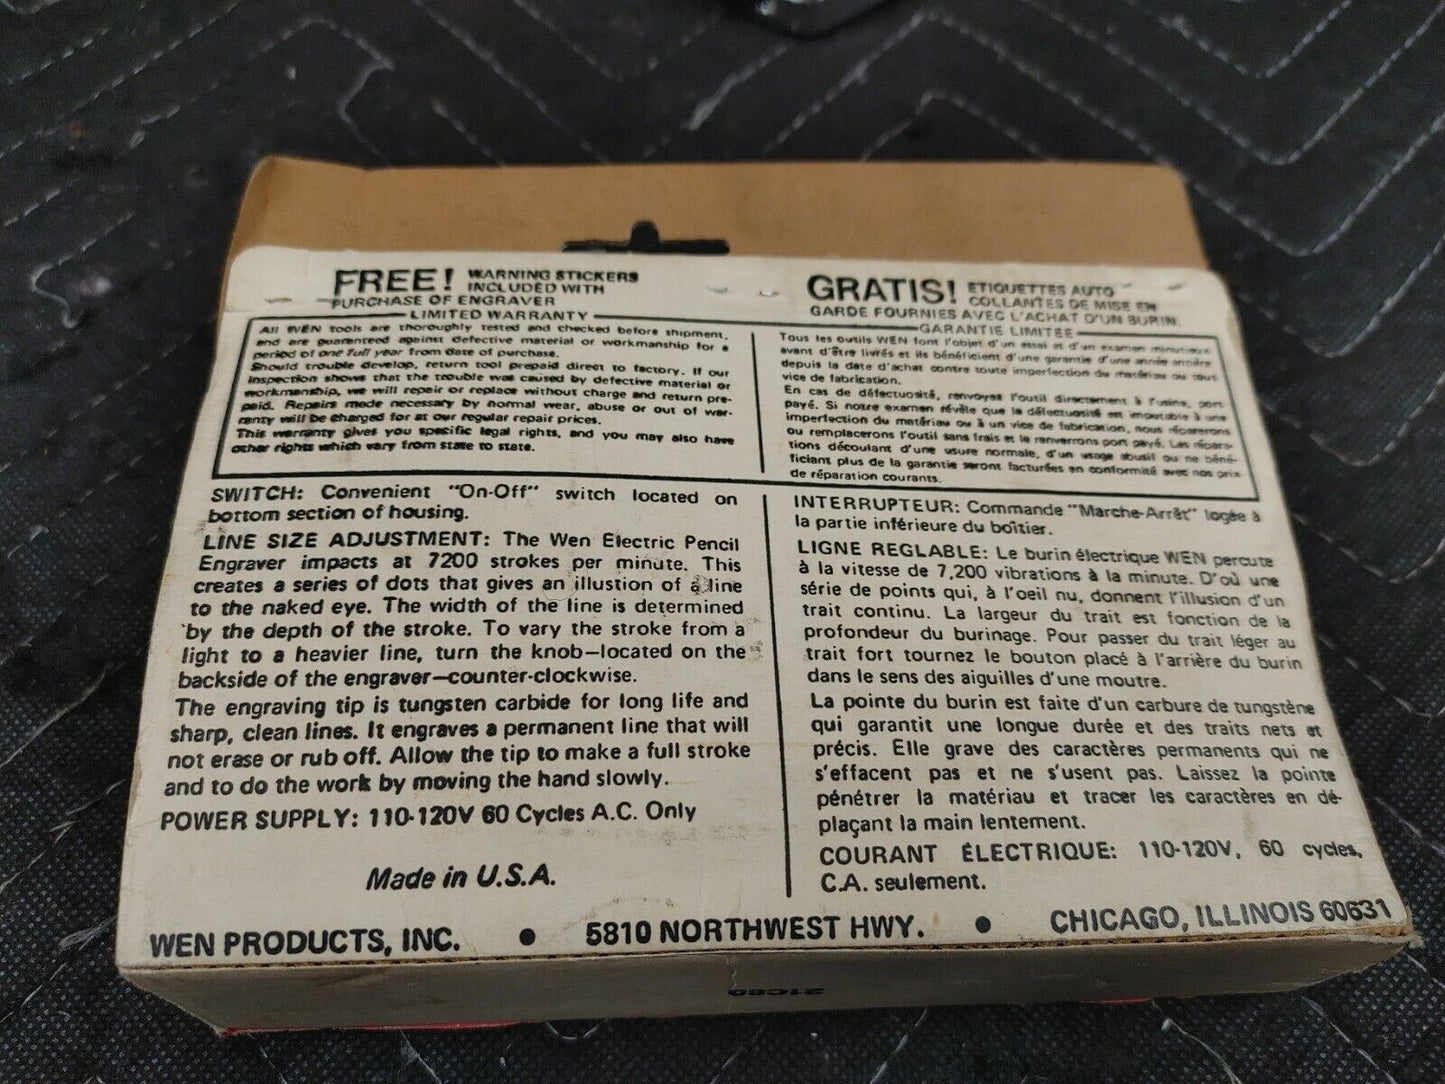 FREE! WARNING STICKERS
INCLUDED WITH
PURCHASE OF ENGRAVER
LIMITED WARRANTY
All WEN tools are thoroughly tested and checked before shipment,
and are guaranteed against defective material or workmanship for a
period of one full year from date of purchase.
Should trouble develop, return tool prepaid direct to factory. If our
inspection shows that the trouble was caused by defective material or
workmanship, we will repair or replace without charge and return pre-
paid. Repairs made necessary by normal wear, abuse or out of war-
ranty will be charged for at our regular repair prices.
This warranty gives you specific legal rights, and you may also have
other rights which vary from state to state.
SWITCH: Convenient "On-Off" switch located on
bottom section of housing.
LINE SIZE ADJUSTMENT: The Wen Electric Pencil
Engraver impacts at 7200 strokes per minute. This
creates a series of dots that gives an illustion of a line
to the naked eye. The width of the line is determined
by the depth of the stroke. To vary the stroke from a
light to a heavier line, turn the knob—located on the
backside of the engraver—counter-clockwise.
The engraving tip is tungsten carbide for long life and
sharp, clean lines. It engraves a permanent line that will
not erase or rub off. Allow the tip to make a full stroke
and to do the work by moving the hand slowly.
POWER SUPPLY: 110-120V 60 Cycles A.C. Only
Made in U.S.A.
GRATIS! ETIQUETTES AUTO
COLLANTES DE MISE EN
GARDE FOURNIES AVEC L'ACHAT D'UN BURIN.
GARANTIE LIMITEE
Tous les outils WEN font l'objet d'un essai et d'un examen minutieux
avant d'être livrés et ils bénéficient d'une garantie d'une année entière
depuis la date d'achat contre toute imperfection du matériau ou tous
vice de fabrication.
En cas de défectuosité, renvoyez l'outil directement à l'usine, port
payé. Si notre examen révèle que la défectuosité est imputable à une
imperfection du matériau ou à un vice de fabrication, nous réparerons
ou remplacerons l'outil sans frais et le renverrons port payé. Les répara-
tions découlant d'une usure normale, d'un usage abusif ou ne béné-
ficiant plus de la garantie seront facturées en conformité avec nos prix
de réparation courants.
INTERRUPTEUR: Commande "Marche-Arrêt" logée à
la partie inférieure du boîtier.
LIGNE REGLABLE: Le burin électrique WEN percute
à la vitesse de 7,200 vibrations à la minute. D'où une
série de points qui, à l'oeil nu, donnent l'illusion d'un
trait continu. La largeur du trait est fonction de la
profondeur du burinage. Pour passer du trait léger au
trait fort tournez le bouton placé à l'arrière du burin
dans le sens des aiguilles d'une moutre.
La pointe du burin est faite d'un carbure de tungstène
qui garantit une longue durée et des traits nets et
précis. Elle grave des caractères permanents qui ne
s'effacent pas et ne s'usent pas. Laissez la pointe
pénétrer la matériau et tracer les caractères en dé-
plaçant la main lentement.
COURANT ÉLECTRIQUE: 110-120V, 60 cycles,
C.A. seulement.
WEN PRODUCTS, INC. • 5810 NORTHWEST HWY. • CHICAGO, ILLINOIS 60631